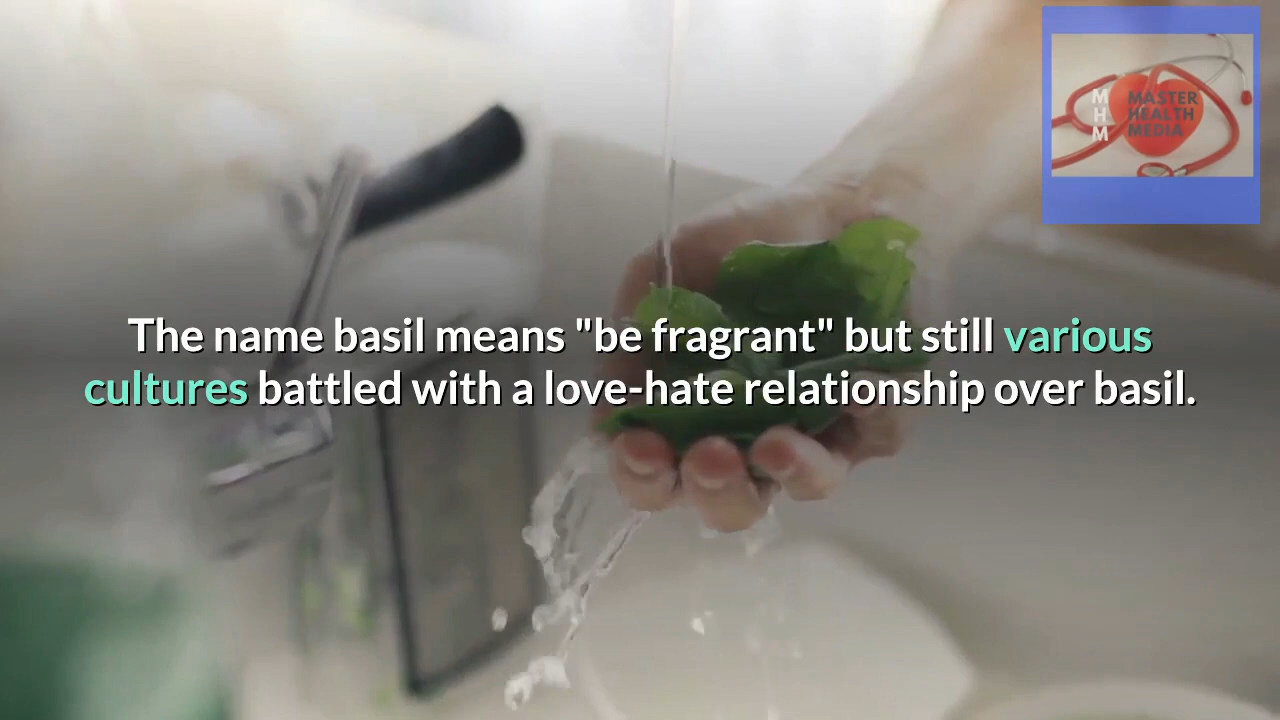 M MASTER
H HEALTH
M MEDIA
The name basil means "be fragrant" but still various
cultures battled with a love-hate relationship over basil.